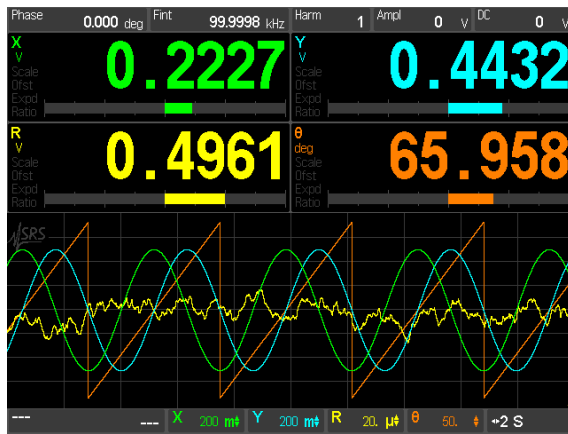 Phase 0.000 deg Fint 99.9998 kHz Harm 1 Ampl 0 V DC 0 V
X 0.2227 Y 0.4432
V V
Scale Scale
Ofst Ofst
Expd Expd
Ratio Ratio
R 0.4961 θ 65.958
V deg
Scale Scale
Ofst Ofst
Expd Expd
Ratio Ratio
SRS
--- --- X 200 m Y 200 m R 20. μ θ 50. 2 S